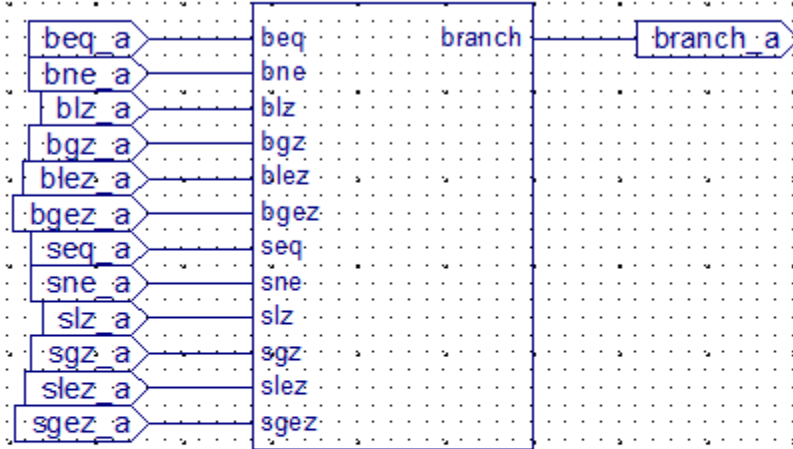 beq_a beq branch branch_a
bne_a bne
blz_a blz
bgz_a bgz
blez_a blez
bgez_a bgez
seq_a seq
sne_a sne
slz_a slz
sgz_a sgz
slez_a slez
sgez_a sgez